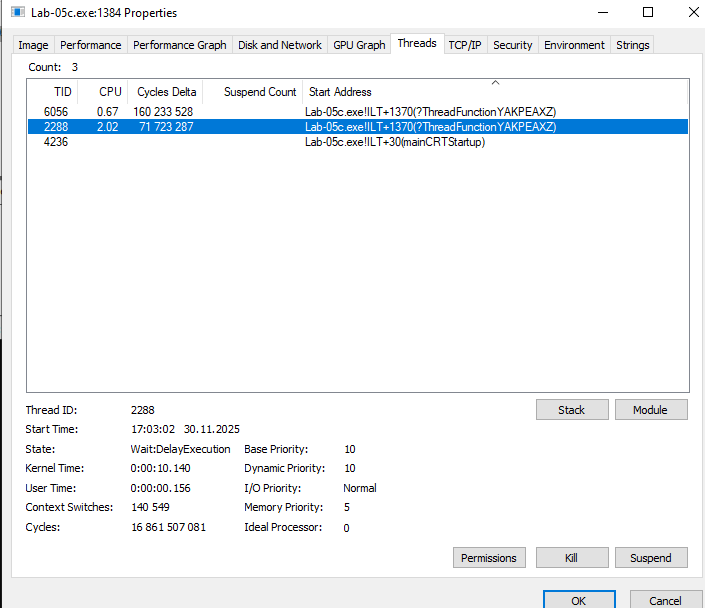 Lab-05c.exe:1384 Properties
Image Performance Performance Graph Disk and Network GPU Graph Threads TCP/IP Security Environment Strings
Count: 3
TID CPU Cycles Delta Suspend Count Start Address
6056 0.67 160 233 528 Lab-05c.exe!ILT+1370(?ThreadFunctionYAKPEAXZ)
2288 2.02 71 723 287 Lab-05c.exe!ILT+1370(?ThreadFunctionYAKPEAXZ)
4236 Lab-05c.exe!ILT+30(mainCRTStartup)
Thread ID: 2288 Stack Module
Start Time: 17:03:02 30.11.2025
State: Wait:DelayExecution Base Priority: 10
Kernel Time: 0:00:10.140 Dynamic Priority: 10
User Time: 0:00:00.156 I/O Priority: Normal
Context Switches: 140 549 Memory Priority: 5
Cycles: 16 861 507 081 Ideal Processor: 0
Permissions Kill Suspend
OK Cancel